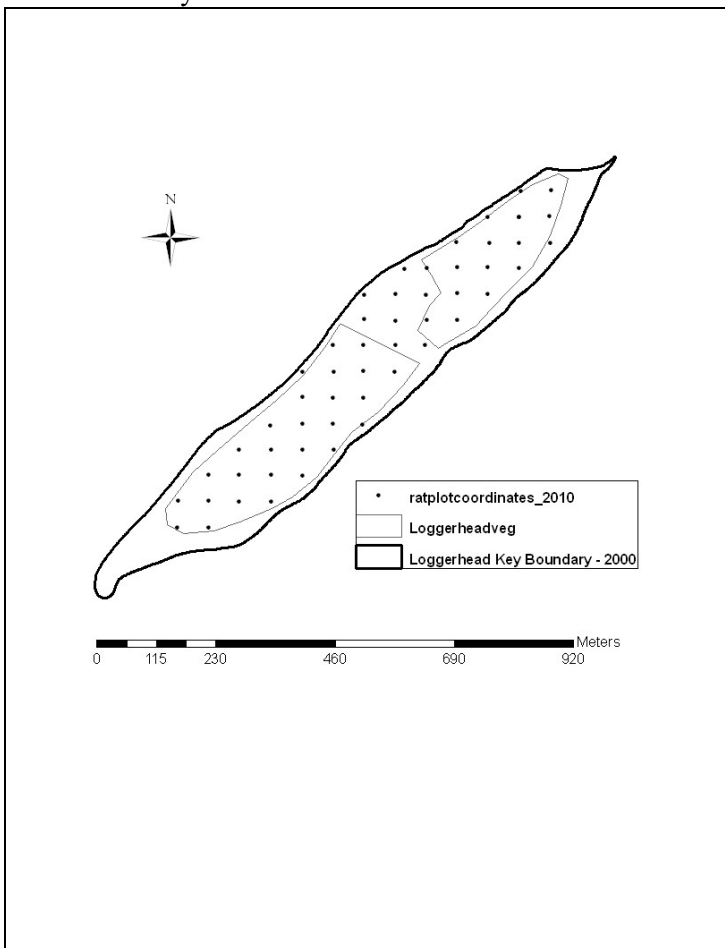 N
ratplotcoordinates_2010
Loggerheadveg
Loggerhead Key Boundary - 2000
Meters
0 115 230 460 690 920